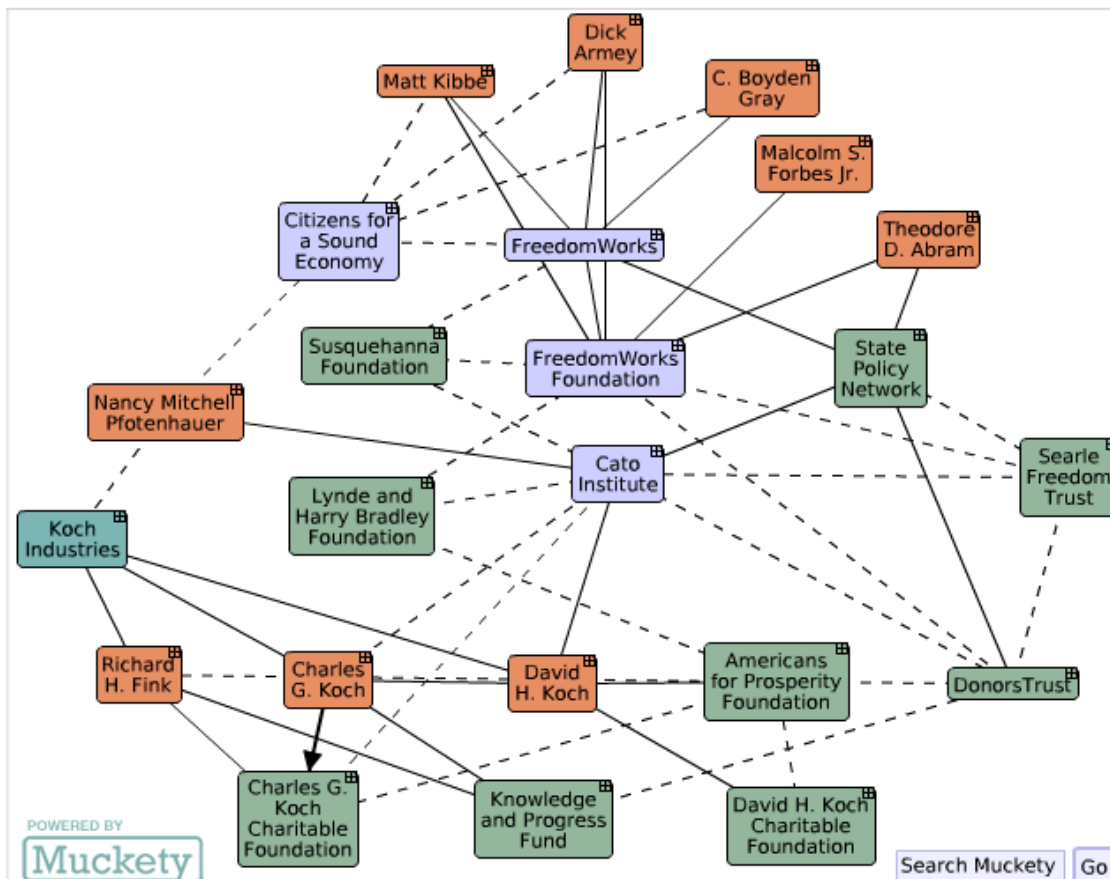 Dick
Armey
Matt Kibbe
C. Boyden
Gray
Malcolm S.
Forbes Jr.
Citizens for
a Sound
Economy
FreedomWorks
Theodore
D. Abram
Susquehanna
Foundation
FreedomWorks
Foundation
State
Policy
Network
Nancy Mitchell
Pfotenhauer
Cato
Institute
Searle
Freedom
Trust
Lynde and
Harry Bradley
Foundation
Koch
Industries
Richard
H. Fink
Charles
G. Koch
David
H. Koch
Americans
for Prosperity
Foundation
DonorsTrust
Charles G.
Koch
Charitable
Foundation
Knowledge
and Progress
Fund
David H. Koch
Charitable
Foundation
POWERED BY
Muckety
Search Muckety
Go